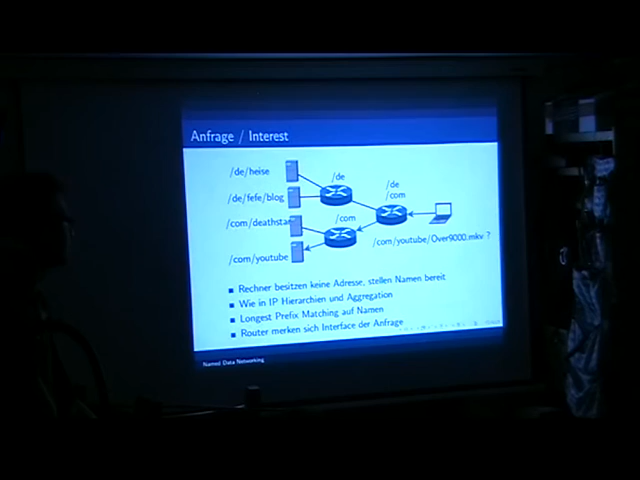 Anfrage / Interest
/de/heise
/de
/de/fefe/blog
/de
/com
/com/deathstar
/com
/com/youtube/Over9000.mkv ?
/com/youtube
Rechner besitzen keine Adresse, stellen Namen bereit
Wie in IP Hierarchien und Aggregation
Longest Prefix Matching auf Namen
Router merken sich Interface der Anfrage
Named Data Networking